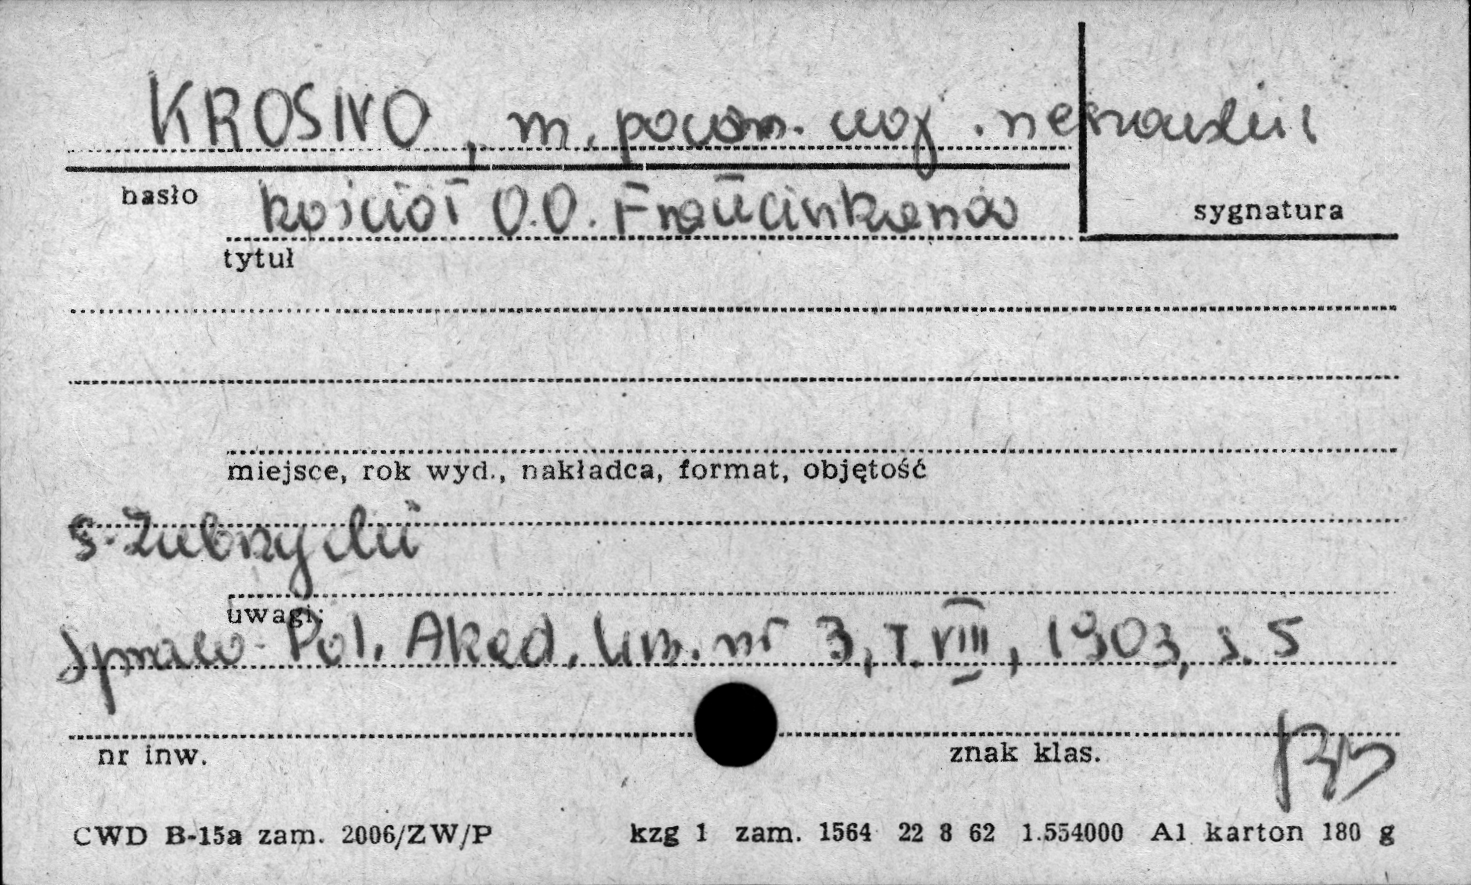 KROSNO, m. powom. woj. rzeszowskie
hasło
kościół O.O. Franciszkanów
sygnatura
tytuł
miejsce, rok wyd., nakładca, format, objętość
S. Zubrzycki
uwagi:
Spraw. Pol. Akad. Um. nr 3, T. VIII, 1903, s. 5
nr inw.
znak klas.
CWD B-15a zam. 2006/ZW/P kzg 1 zam. 1564 22 8 62 1.554000 A1 karton 180 g